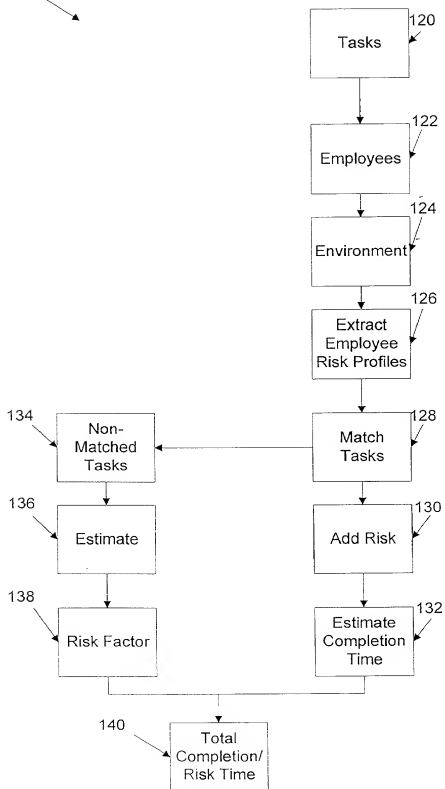 120
Tasks
122
Employees
124
Environment
126
Extract
Employee
Risk Profiles
134
128
Non-
Matched
Tasks
Match
Tasks
136
130
Estimate
Add Risk
138
132
Risk Factor
Estimate
Completion
Time
140
Total
Completion/
Risk Time